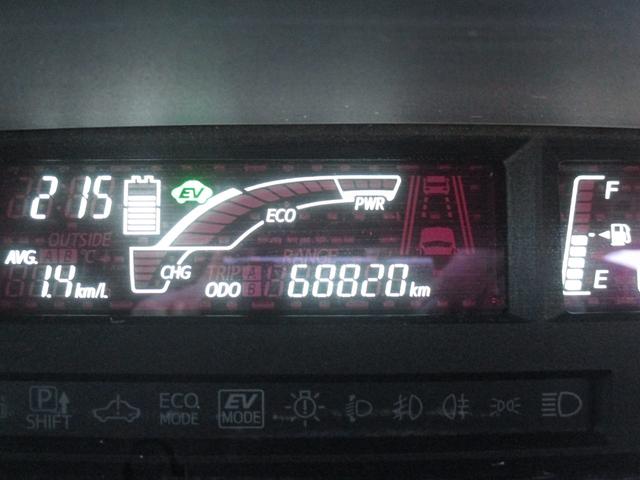 2 15
EV
F
ECO
PWR
OUTSIDE
AVG.
A B °C
RANGE
CHG
TRIP A
E
1.4 km/L
ODO B 68820 km
P
SHIFT
ECO
MODE
EV
MODE